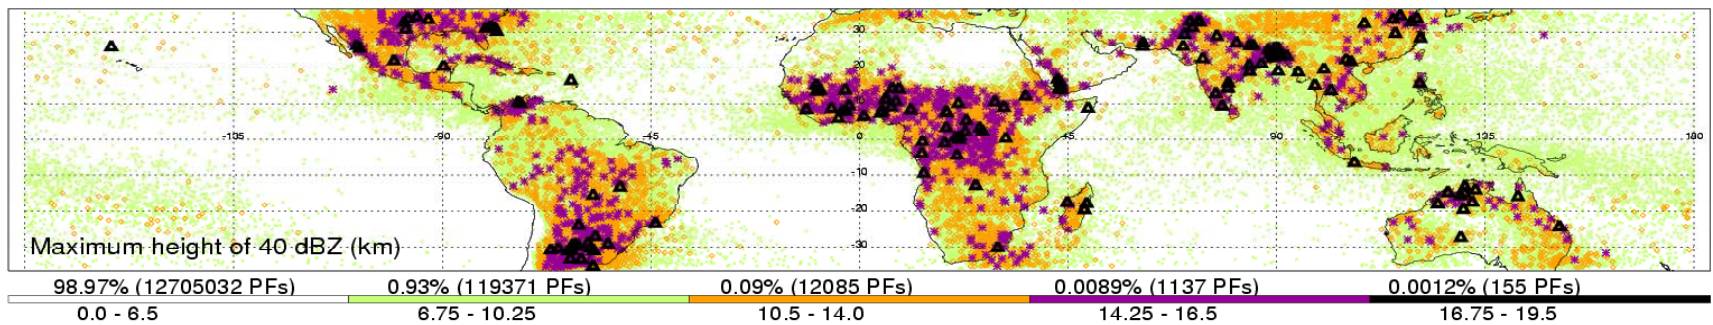 30
20
10
-135 -90 -45 0 45 90 135 180
-10
-20
-30
Maximum height of 40 dBZ (km)
98.97% (12705032 PFs) 0.93% (119371 PFs) 0.09% (12085 PFs) 0.0089% (1137 PFs) 0.0012% (155 PFs)
0.0 - 6.5 6.75 - 10.25 10.5 - 14.0 14.25 - 16.5 16.75 - 19.5